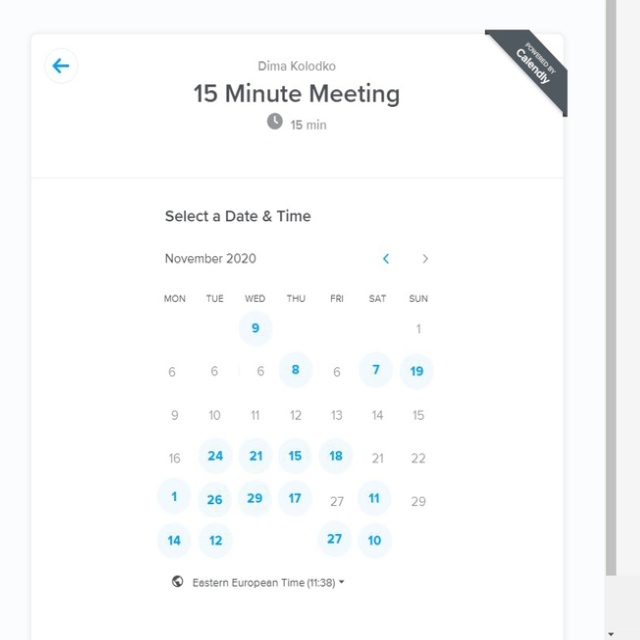 Dima Kolodko
15 Minute Meeting
15 min
POWERED BY
Calendly
Select a Date & Time
November 2020
MON TUE WED THU FRI SAT SUN
9 1
6 6 6 8 6 7 19
9 10 11 12 13 14 15
16 24 21 15 18 21 22
1 26 29 17 27 11 29
14 12 27 10
Eastern European Time (11:38)